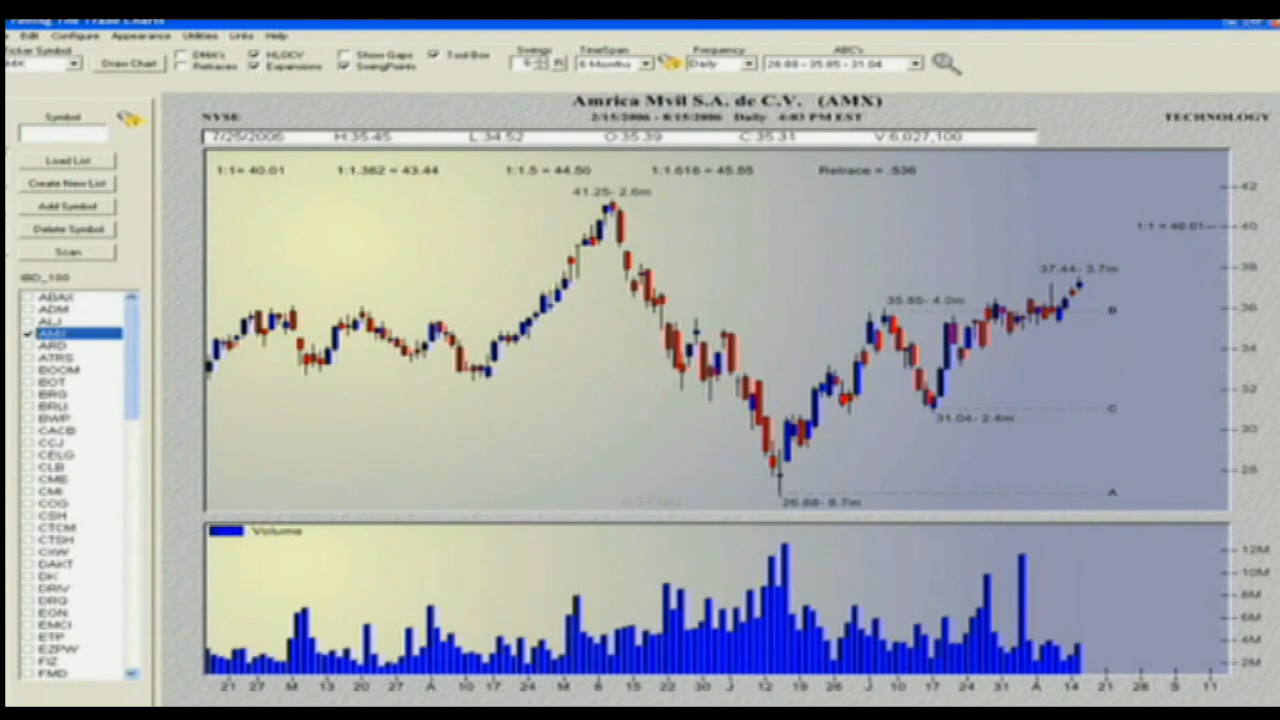 Timing The Trade Charts
Edit Configure Appearance Utilities Links Help
Ticker Symbol
Draw Chart
DMA's
Retraces
HLOCV
Expansions
Show Gaps
SwingPoints
Tool Box
Swings
TimeSpan
6 Months
Frequency
Daily
ABC's
26.88 - 35.85 - 31.04
Symbol
Load List
Create New List
Add Symbol
Delete Symbol
Scan
IBD_100
ABAX
ADM
ALJ
AMX
ARD
ATRS
BOOM
BOT
BRG
BRLI
BWP
CACB
CCJ
CELG
CLB
CME
CMI
COG
CSH
CTCM
CTSH
CXW
DAKT
DK
DRIV
DRQ
EGN
EMCI
ETP
EZPW
FIZ
FMD
Amrica Mvil S.A. de C.V. (AMX)
NYSE 2/15/2006 - 8/15/2006 Daily 4:03 PM EST TECHNOLOGY
7/25/2006 H:35.45 L:34.52 O:35.39 C:35.31 V:6,027,100
1:1= 40.01 1:1.382 = 43.44 1:1.5 = 44.50 1:1.618 = 45.55 Retrace = .536
41.25- 2.6m
42
1:1 = 40.01
40
37.44- 3.7m
38
35.85- 4.0m
36
B
34
32
C
31.04- 2.4m
30
28
A
26.88- 8.7m
Volume
12M
10M
8M
6M
4M
2M
21 27 M 13 20 27 A 10 17 24 M 8 15 22 30 J 12 19 26 J 10 17 24 31 A 14 21 28 S 11